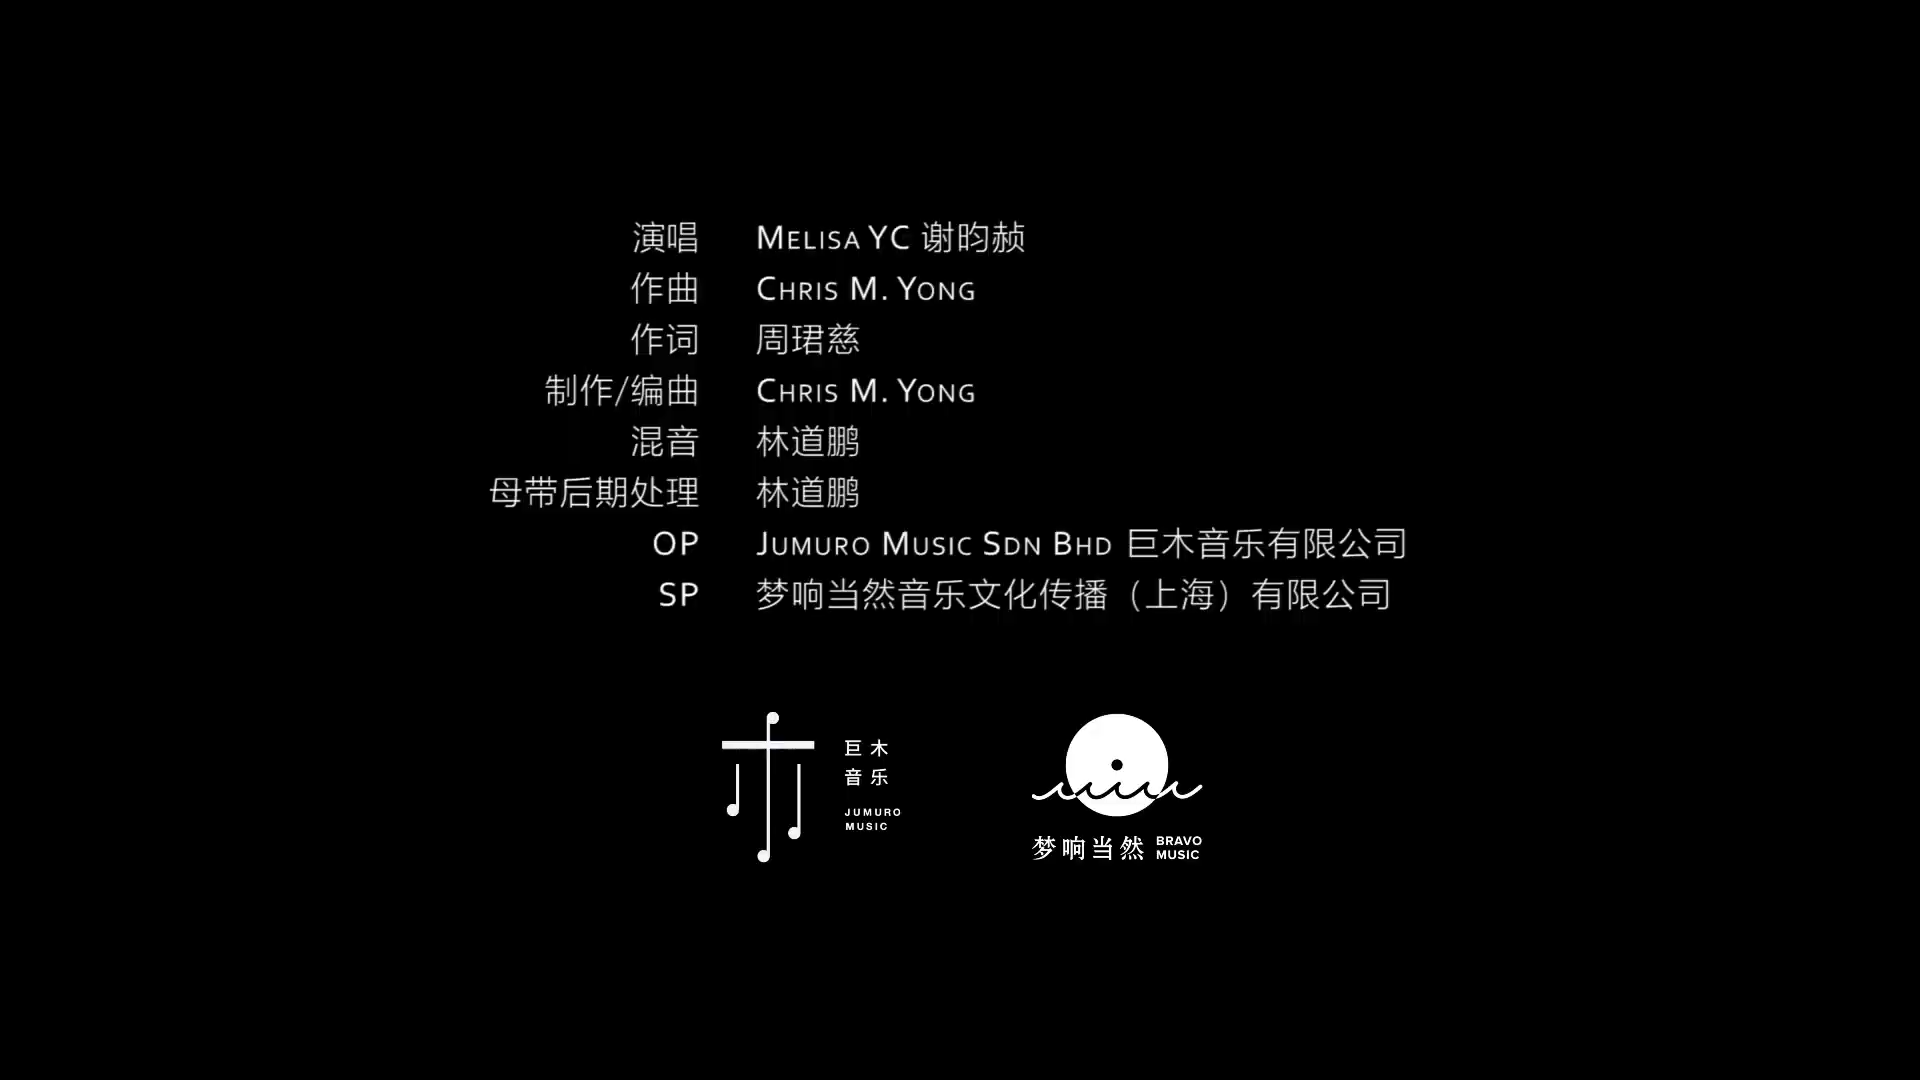 演唱 MELISA YC 谢昀赪
作曲 CHRIS M. YONG
作词 周珺慈
制作/编曲 CHRIS M. YONG
混音 林道鹏
母带后期处理 林道鹏
OP JUMURO MUSIC SDN BHD 巨木音乐有限公司
SP 梦响当然音乐文化传播（上海）有限公司
巨木
音乐
JUMURO
MUSIC
梦响当然 BRAVO
MUSIC